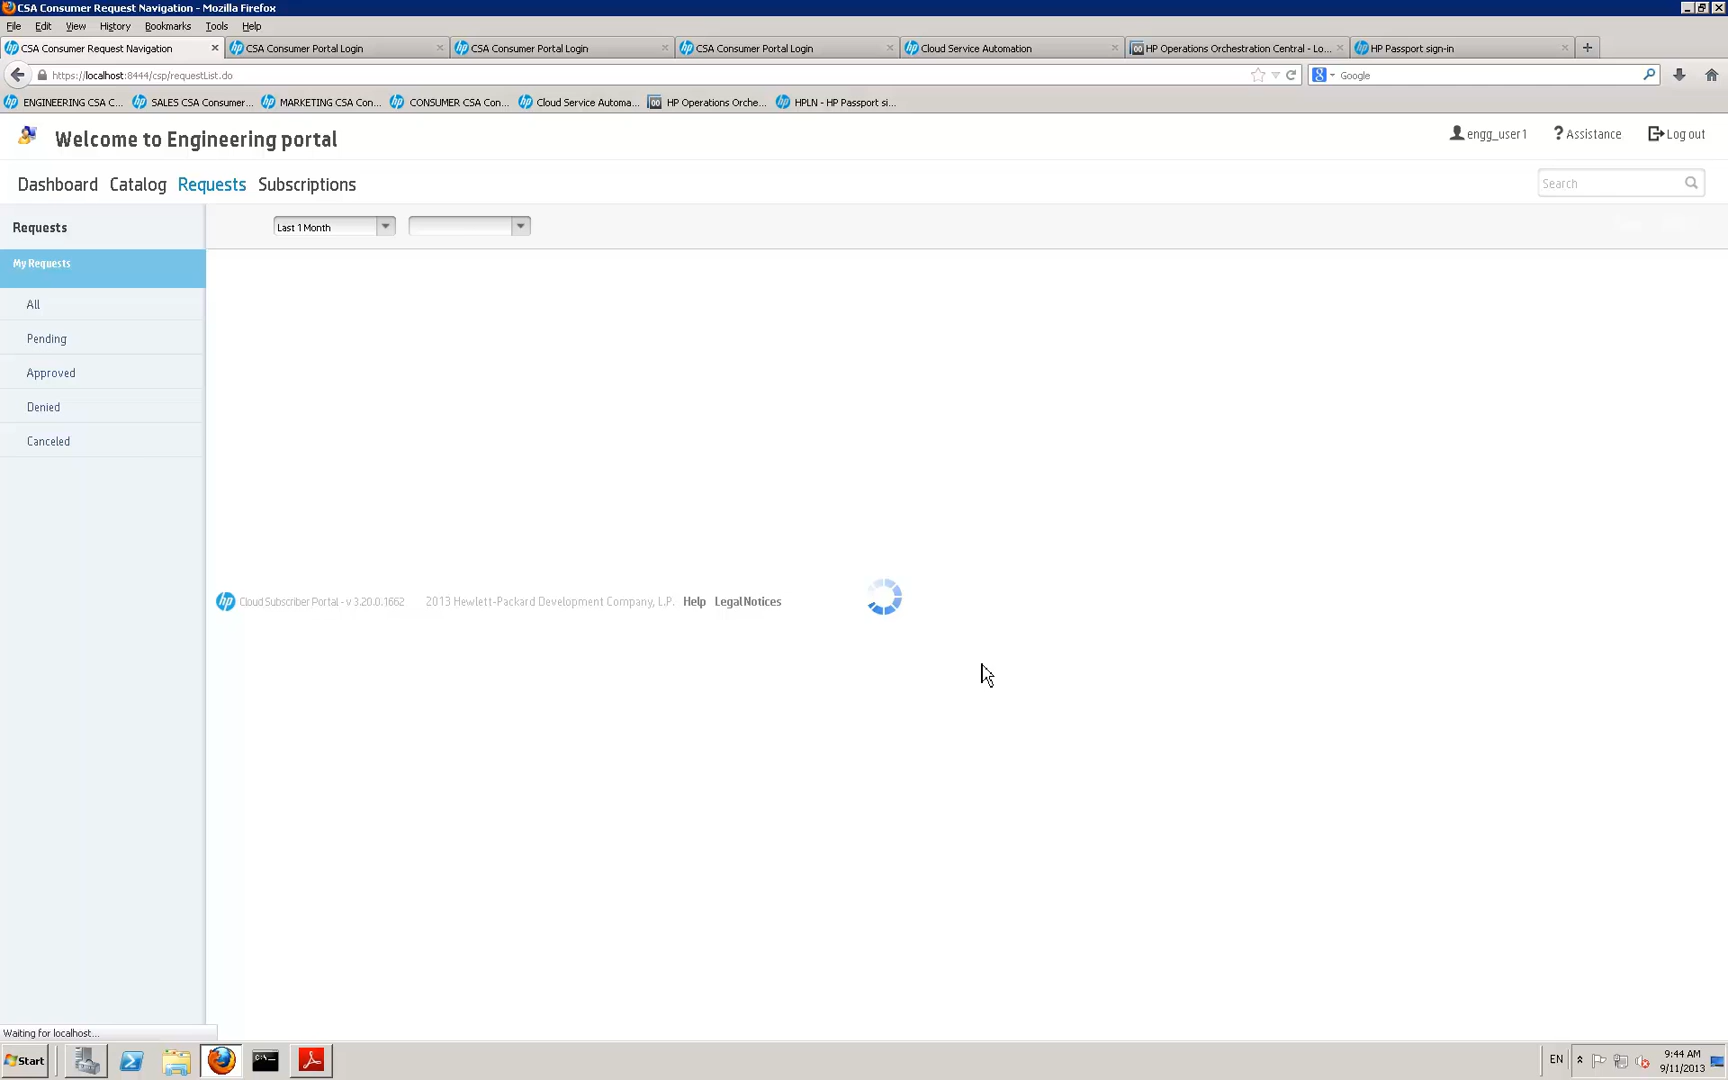 CSA Consumer Request Navigation - Mozilla Firefox
File Edit View History Bookmarks Tools Help
CSA Consumer Request Navigation
CSA Consumer Portal Login
CSA Consumer Portal Login
CSA Consumer Portal Login
Cloud Service Automation
HP Operations Orchestration Central - Lo...
HP Passport sign-in
https://localhost:8444/csp/requestList.do
Google
ENGINEERING CSA C...
SALES CSA Consumer...
MARKETING CSA Con...
CONSUMER CSA Con...
Cloud Service Automa...
HP Operations Orche...
HPLN - HP Passport si...
Welcome to Engineering portal
engg_user1
? Assistance
Log out
Dashboard Catalog Requests Subscriptions
Search
Requests
Last 1 Month
My Requests
All
Pending
Approved
Denied
Canceled
hp Cloud Subscriber Portal - v 3.20.0.1662 2013 Hewlett-Packard Development Company, L.P. Help Legal Notices
Waiting for localhost...
Start
EN
9:44 AM
9/11/2013